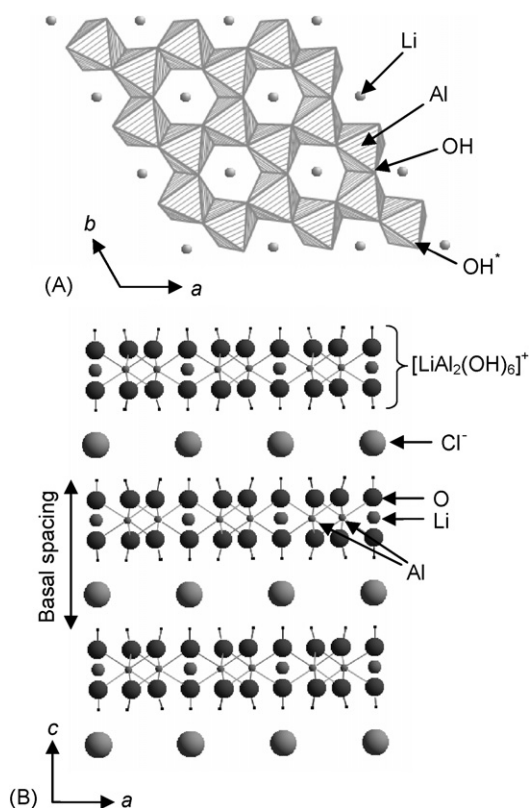 Li
Al
OH
OH*
b
a
(A)
[LiAl₂(OH)₆]⁺
Cl⁻
O
Li
Al
Basal spacing
c
a
(B)